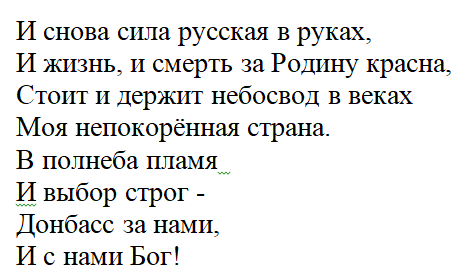 И снова сила русская в руках,
И жизнь, и смерть за Родину красна,
Стоит и держит небосвод в веках
Моя непокорённая страна.
В полнеба пламя
И выбор строг -
Донбасс за нами,
И с нами Бог!